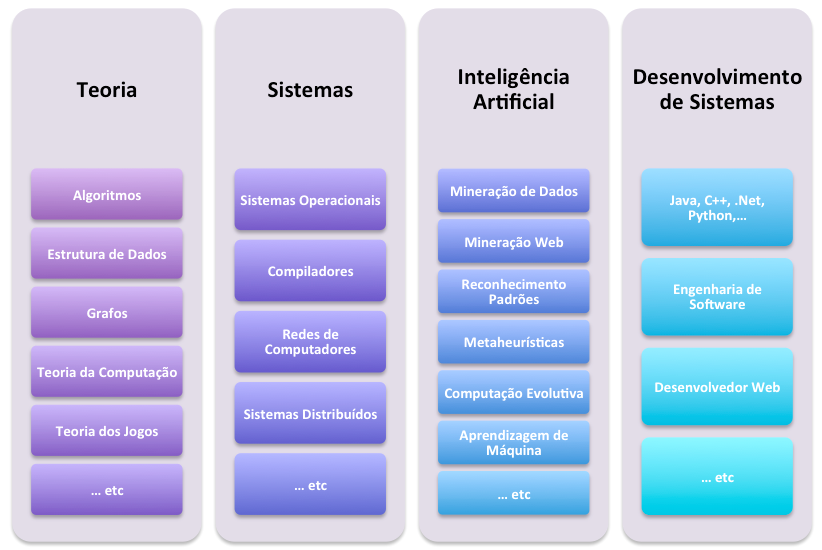 Teoria
Algoritmos
Estrutura de Dados
Grafos
Teoria da Computação
Teoria dos Jogos
... etc
Sistemas
Sistemas Operacionais
Compiladores
Redes de
Computadores
Sistemas Distribuídos
... etc
Inteligência
Artificial
Mineração de Dados
Mineração Web
Reconhecimento
Padrões
Metaheurísticas
Computação Evolutiva
Aprendizagem de
Máquina
... etc
Desenvolvimento
de Sistemas
Java, C++, .Net,
Python,...
Engenharia de
Software
Desenvolvedor Web
... etc